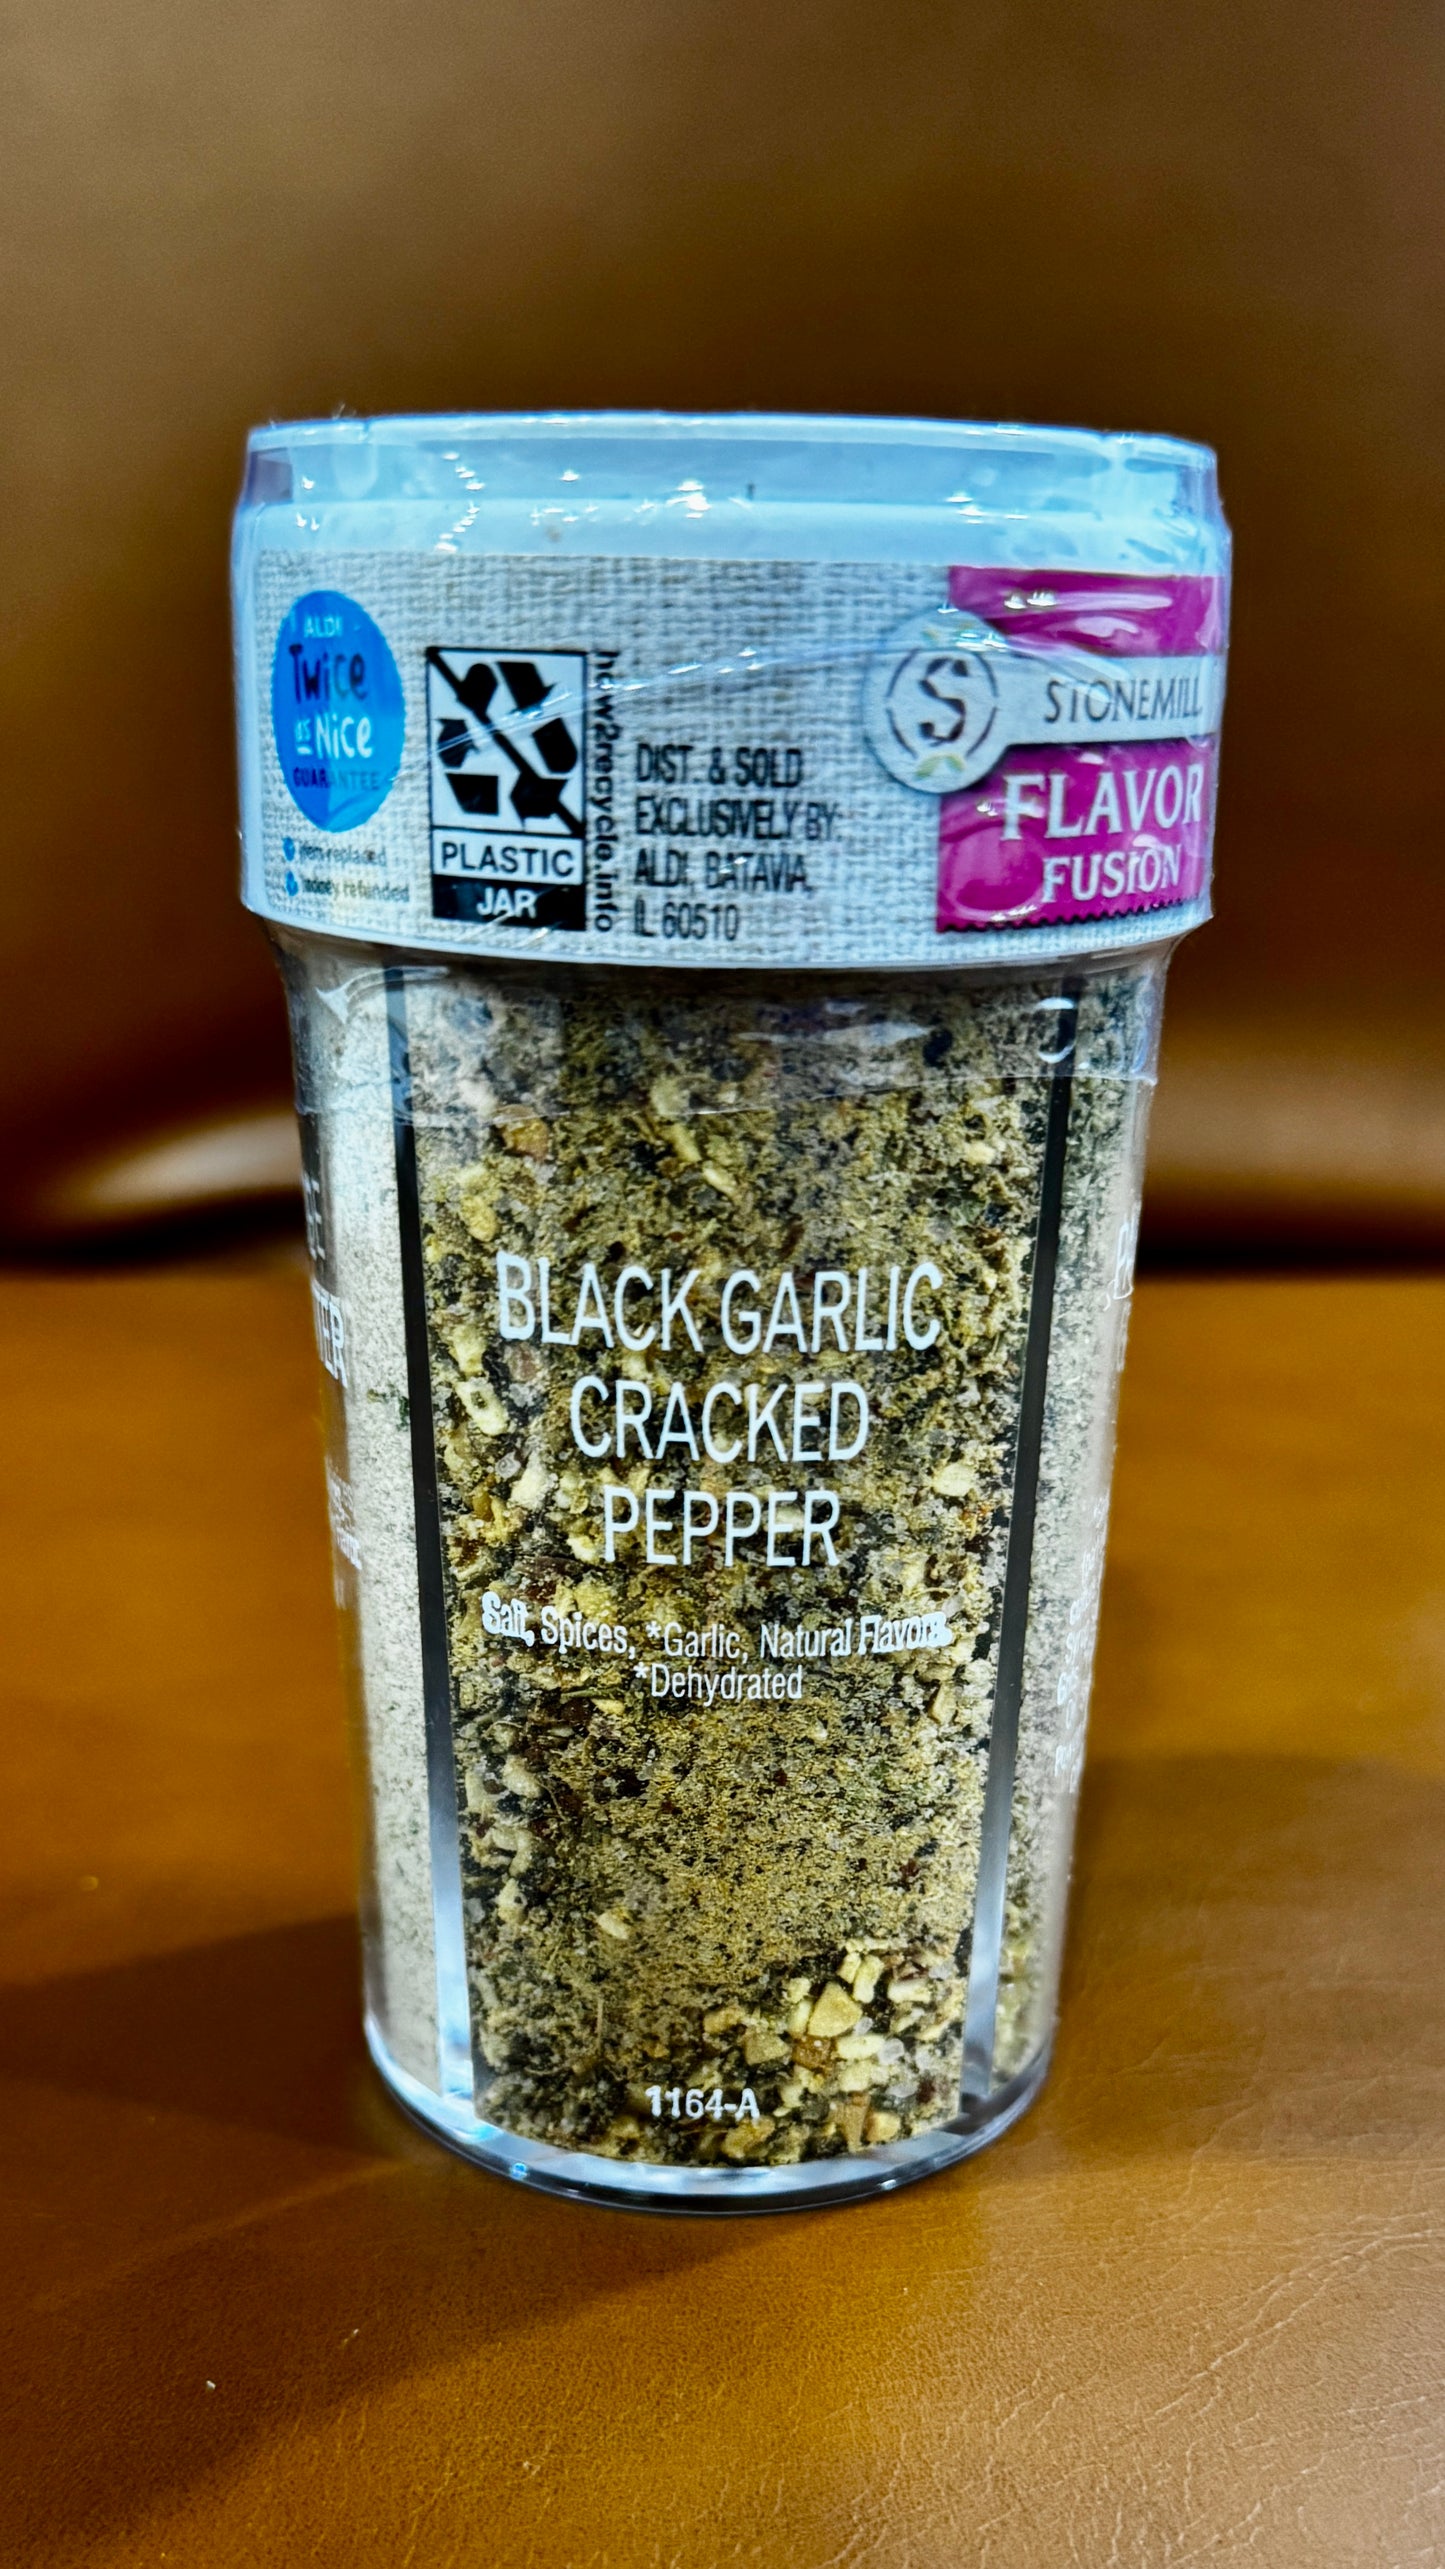 ALDI
Twice
as Nice
GUARANTEE
item replaced
money refunded
PLASTIC
JAR
how2recycle.info
DIST. & SOLD
EXCLUSIVELY BY:
ALDI, BATAVIA,
IL 60510
S
STONEMILL
FLAVOR
FUSION
BLACK GARLIC
CRACKED
PEPPER
Salt, Spices, *Garlic, Natural Flavors.
*Dehydrated
1164-A